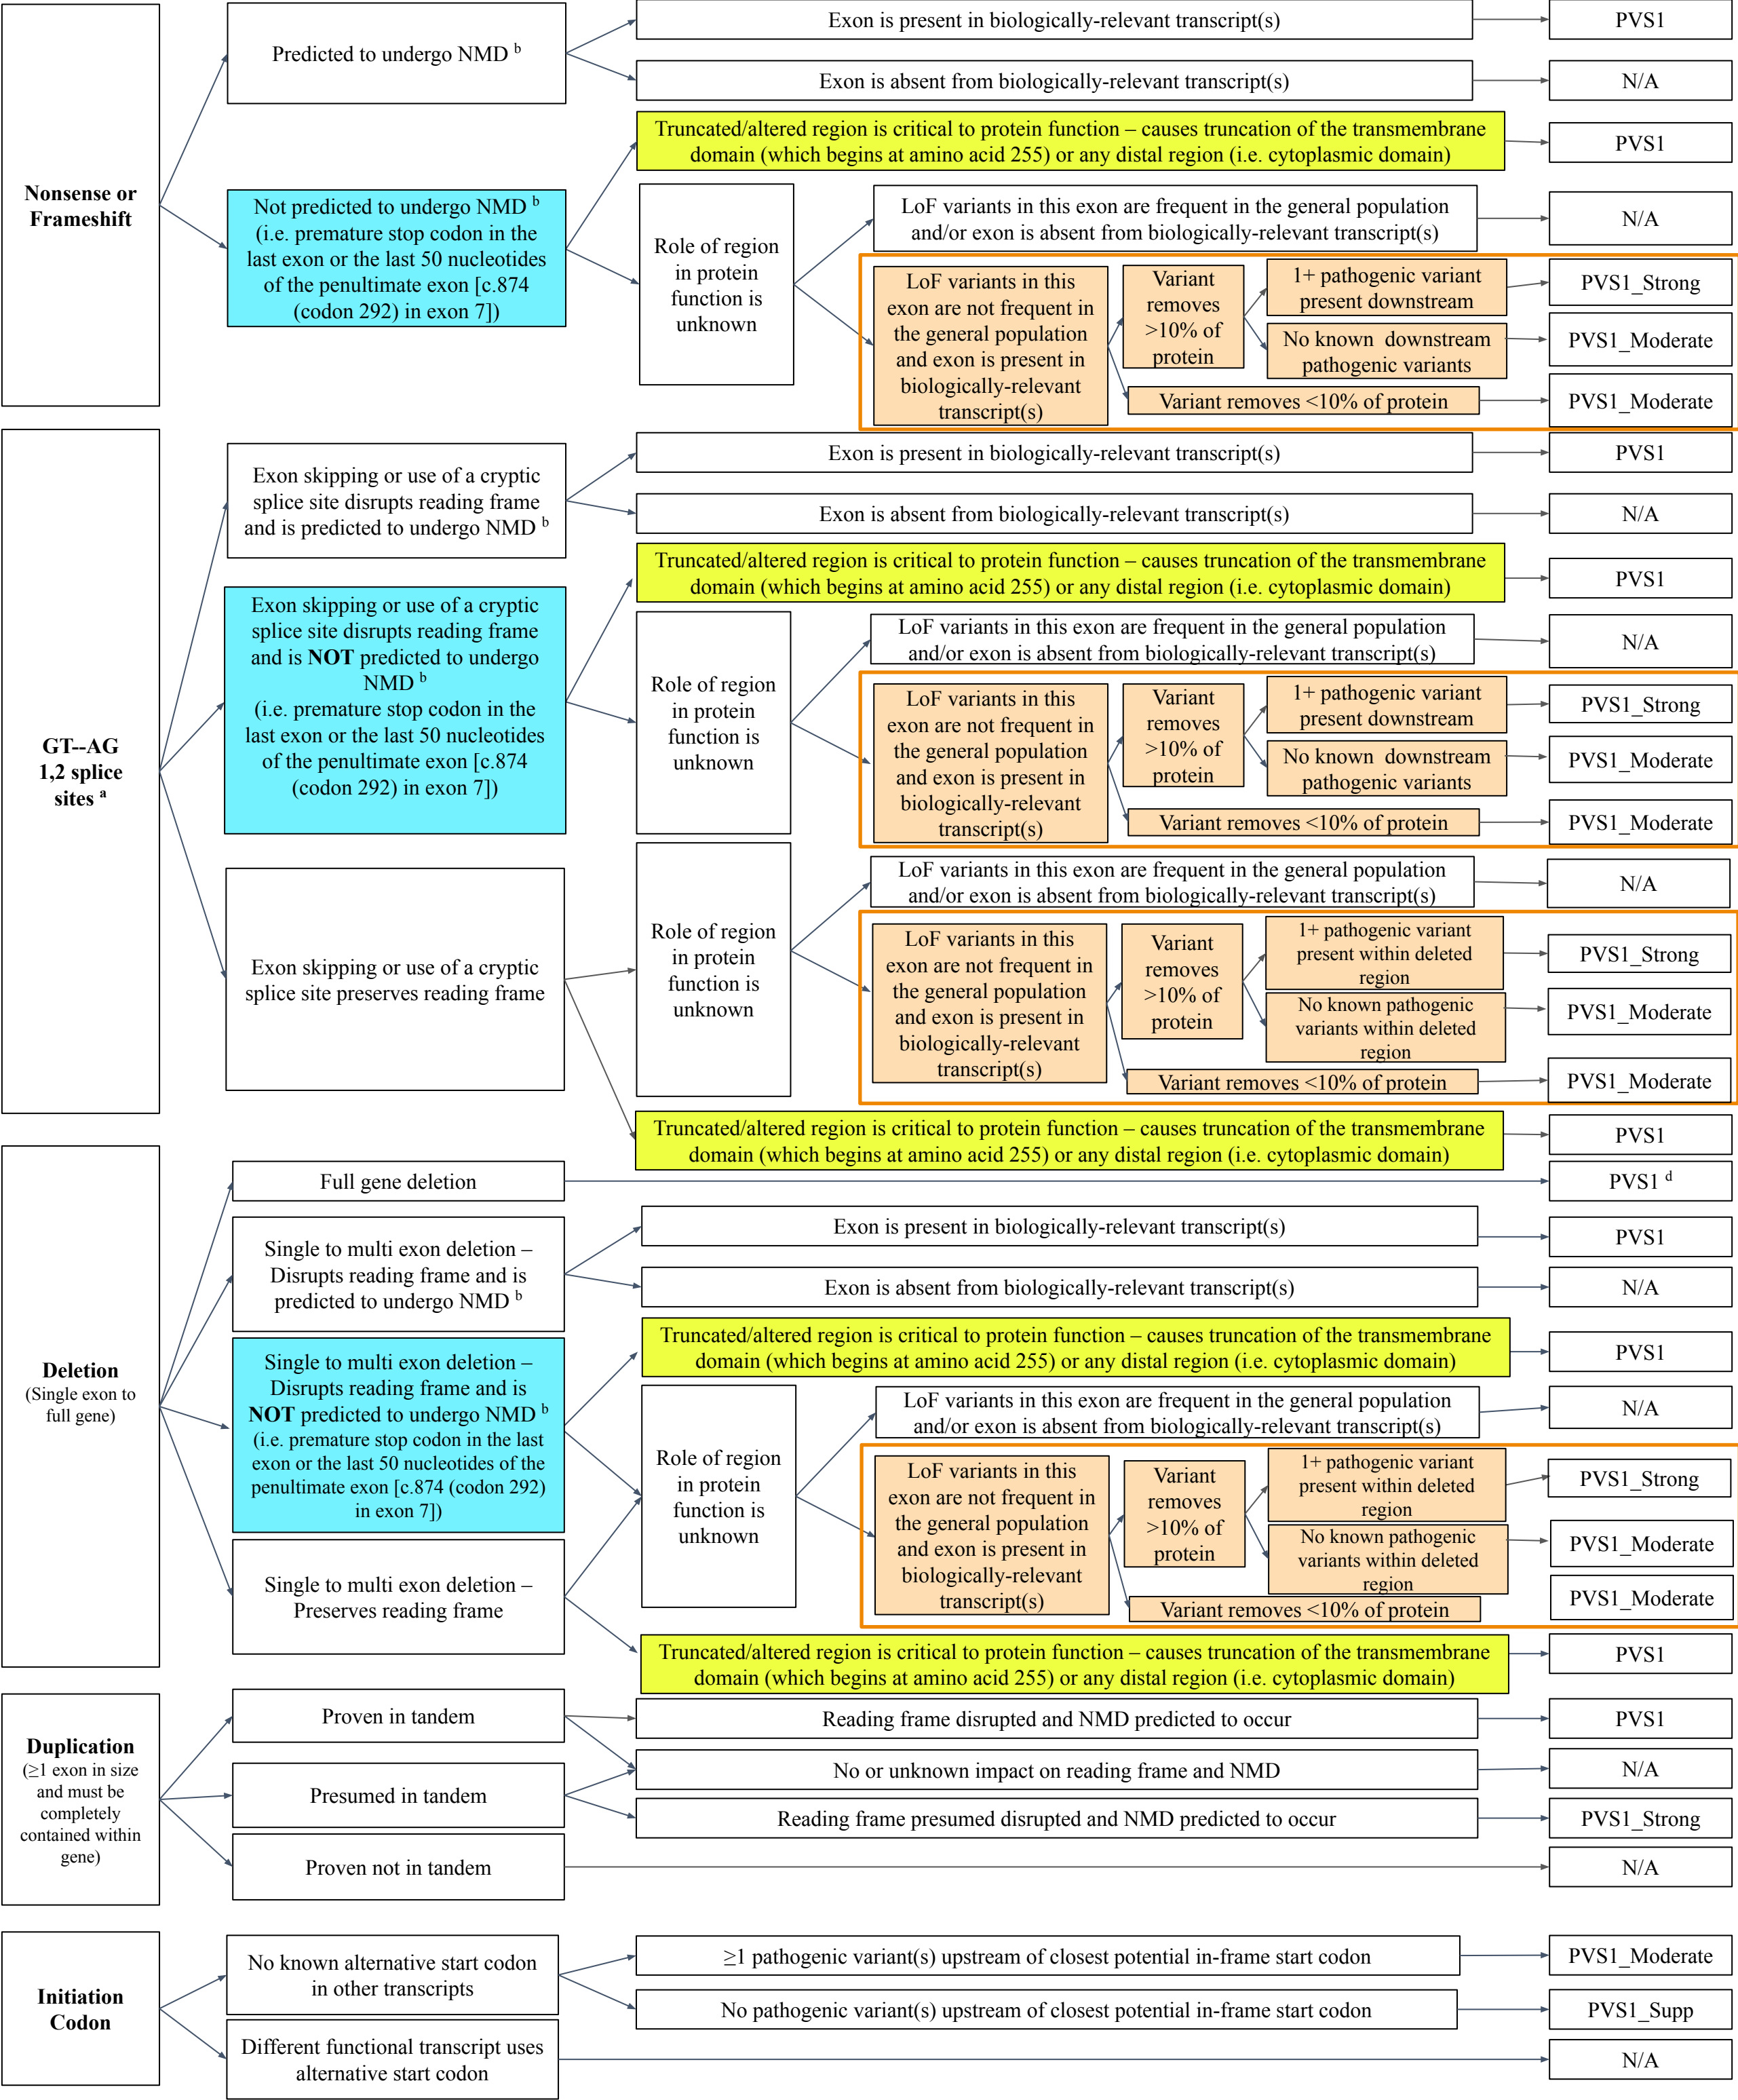 Nonsense or
Frameshift
Predicted to undergo NMD b
Exon is present in biologically-relevant transcript(s)
PVS1
Exon is absent from biologically-relevant transcript(s)
N/A
Not predicted to undergo NMD b
(i.e. premature stop codon in the
last exon or the last 50 nucleotides
of the penultimate exon [c.874
(codon 292) in exon 7])
Truncated/altered region is critical to protein function – causes truncation of the transmembrane
domain (which begins at amino acid 255) or any distal region (i.e. cytoplasmic domain)
PVS1
Role of region
in protein
function is
unknown
LoF variants in this exon are frequent in the general population
and/or exon is absent from biologically-relevant transcript(s)
N/A
LoF variants in this
exon are not frequent in
the general population
and exon is present in
biologically-relevant
transcript(s)
Variant
removes
>10% of
protein
1+ pathogenic variant
present downstream
PVS1_Strong
No known downstream
pathogenic variants
PVS1_Moderate
Variant removes <10% of protein
PVS1_Moderate
GT--AG
1,2 splice
sites a
Exon skipping or use of a cryptic
splice site disrupts reading frame
and is predicted to undergo NMD b
Exon is present in biologically-relevant transcript(s)
PVS1
Exon is absent from biologically-relevant transcript(s)
N/A
Exon skipping or use of a cryptic
splice site disrupts reading frame
and is NOT predicted to undergo
NMD b
(i.e. premature stop codon in the
last exon or the last 50 nucleotides
of the penultimate exon [c.874
(codon 292) in exon 7])
Truncated/altered region is critical to protein function – causes truncation of the transmembrane
domain (which begins at amino acid 255) or any distal region (i.e. cytoplasmic domain)
PVS1
Role of region
in protein
function is
unknown
LoF variants in this exon are frequent in the general population
and/or exon is absent from biologically-relevant transcript(s)
N/A
LoF variants in this
exon are not frequent in
the general population
and exon is present in
biologically-relevant
transcript(s)
Variant
removes
>10% of
protein
1+ pathogenic variant
present downstream
PVS1_Strong
No known downstream
pathogenic variants
PVS1_Moderate
Variant removes <10% of protein
PVS1_Moderate
Exon skipping or use of a cryptic
splice site preserves reading frame
Role of region
in protein
function is
unknown
LoF variants in this exon are frequent in the general population
and/or exon is absent from biologically-relevant transcript(s)
N/A
LoF variants in this
exon are not frequent in
the general population
and exon is present in
biologically-relevant
transcript(s)
Variant
removes
>10% of
protein
1+ pathogenic variant
present within deleted
region
PVS1_Strong
No known pathogenic
variants within deleted
region
PVS1_Moderate
Variant removes <10% of protein
PVS1_Moderate
Truncated/altered region is critical to protein function – causes truncation of the transmembrane
domain (which begins at amino acid 255) or any distal region (i.e. cytoplasmic domain)
PVS1
Deletion
(Single exon to
full gene)
Full gene deletion
PVS1 d
Single to multi exon deletion –
Disrupts reading frame and is
predicted to undergo NMD b
Exon is present in biologically-relevant transcript(s)
PVS1
Exon is absent from biologically-relevant transcript(s)
N/A
Single to multi exon deletion –
Disrupts reading frame and is
NOT predicted to undergo NMD b
(i.e. premature stop codon in the last
exon or the last 50 nucleotides of the
penultimate exon [c.874 (codon 292)
in exon 7])
Truncated/altered region is critical to protein function – causes truncation of the transmembrane
domain (which begins at amino acid 255) or any distal region (i.e. cytoplasmic domain)
PVS1
Role of region
in protein
function is
unknown
LoF variants in this exon are frequent in the general population
and/or exon is absent from biologically-relevant transcript(s)
N/A
LoF variants in this
exon are not frequent in
the general population
and exon is present in
biologically-relevant
transcript(s)
Variant
removes
>10% of
protein
1+ pathogenic variant
present within deleted
region
PVS1_Strong
No known pathogenic
variants within deleted
region
PVS1_Moderate
Variant removes <10% of protein
PVS1_Moderate
Single to multi exon deletion –
Preserves reading frame
Truncated/altered region is critical to protein function – causes truncation of the transmembrane
domain (which begins at amino acid 255) or any distal region (i.e. cytoplasmic domain)
PVS1
Duplication
(≥1 exon in size
and must be
completely
contained within
gene)
Proven in tandem
Reading frame disrupted and NMD predicted to occur
PVS1
No or unknown impact on reading frame and NMD
N/A
Presumed in tandem
Reading frame presumed disrupted and NMD predicted to occur
PVS1_Strong
Proven not in tandem
N/A
Initiation
Codon
No known alternative start codon
in other transcripts
≥1 pathogenic variant(s) upstream of closest potential in-frame start codon
PVS1_Moderate
No pathogenic variant(s) upstream of closest potential in-frame start codon
PVS1_Supp
Different functional transcript uses
alternative start codon
N/A